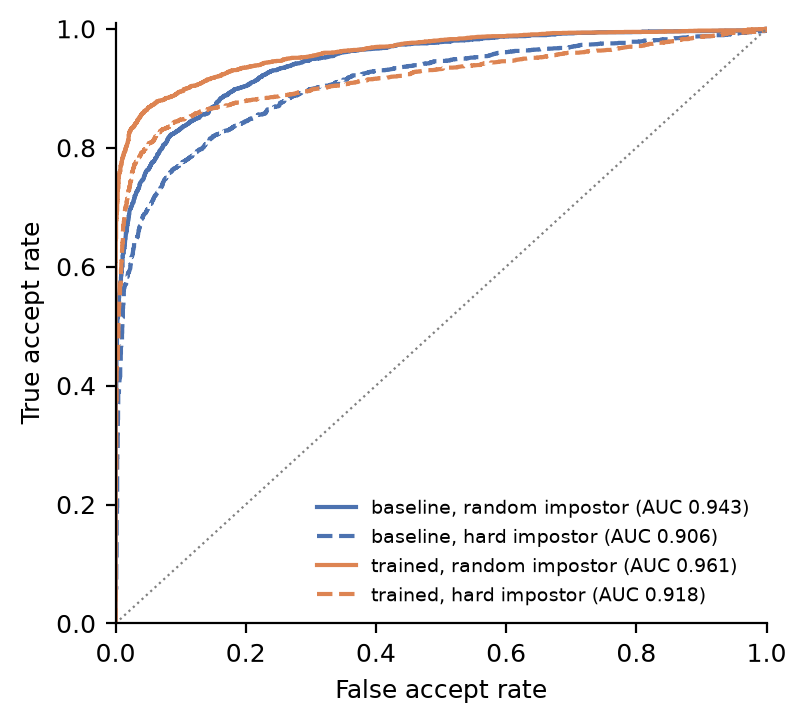 1.0
0.8
0.6
0.4
0.2
0.0
True accept rate
baseline, random impostor (AUC 0.943)
baseline, hard impostor (AUC 0.906)
trained, random impostor (AUC 0.961)
trained, hard impostor (AUC 0.918)
0.0 0.2 0.4 0.6 0.8 1.0
False accept rate